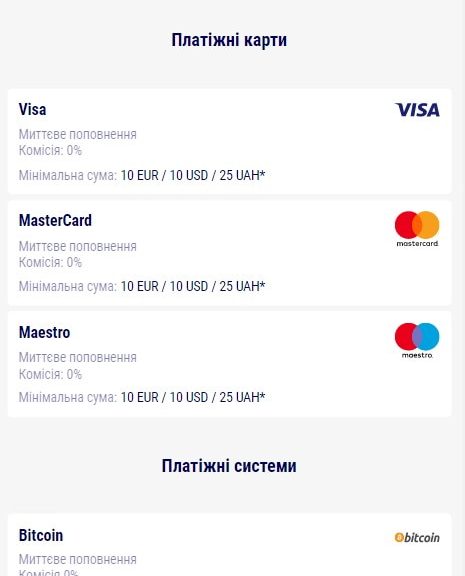 Платіжні карти
Visa
VISA
Миттєве поповнення
Комісія: 0%
Мінімальна сума: 10 EUR / 10 USD / 25 UAH*
MasterCard
mastercard.
Миттєве поповнення
Комісія: 0%
Мінімальна сума: 10 EUR / 10 USD / 25 UAH*
Maestro
maestro.
Миттєве поповнення
Комісія: 0%
Мінімальна сума: 10 EUR / 10 USD / 25 UAH*
Платіжні системи
Bitcoin
bitcoin
Миттєве поповнення
Комісія 0%